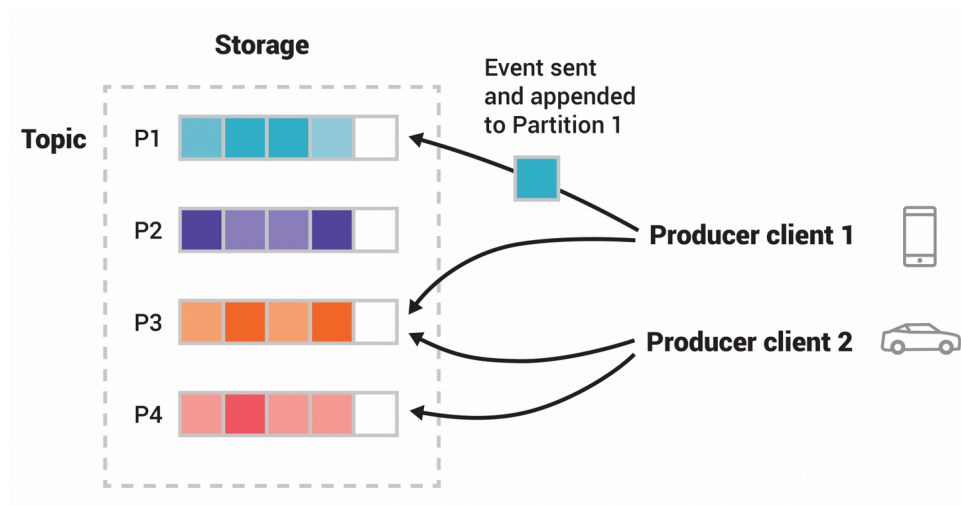 Storage
Event sent
and appended
to Partition 1
Topic
P1
P2
Producer client 1
P3
Producer client 2
P4